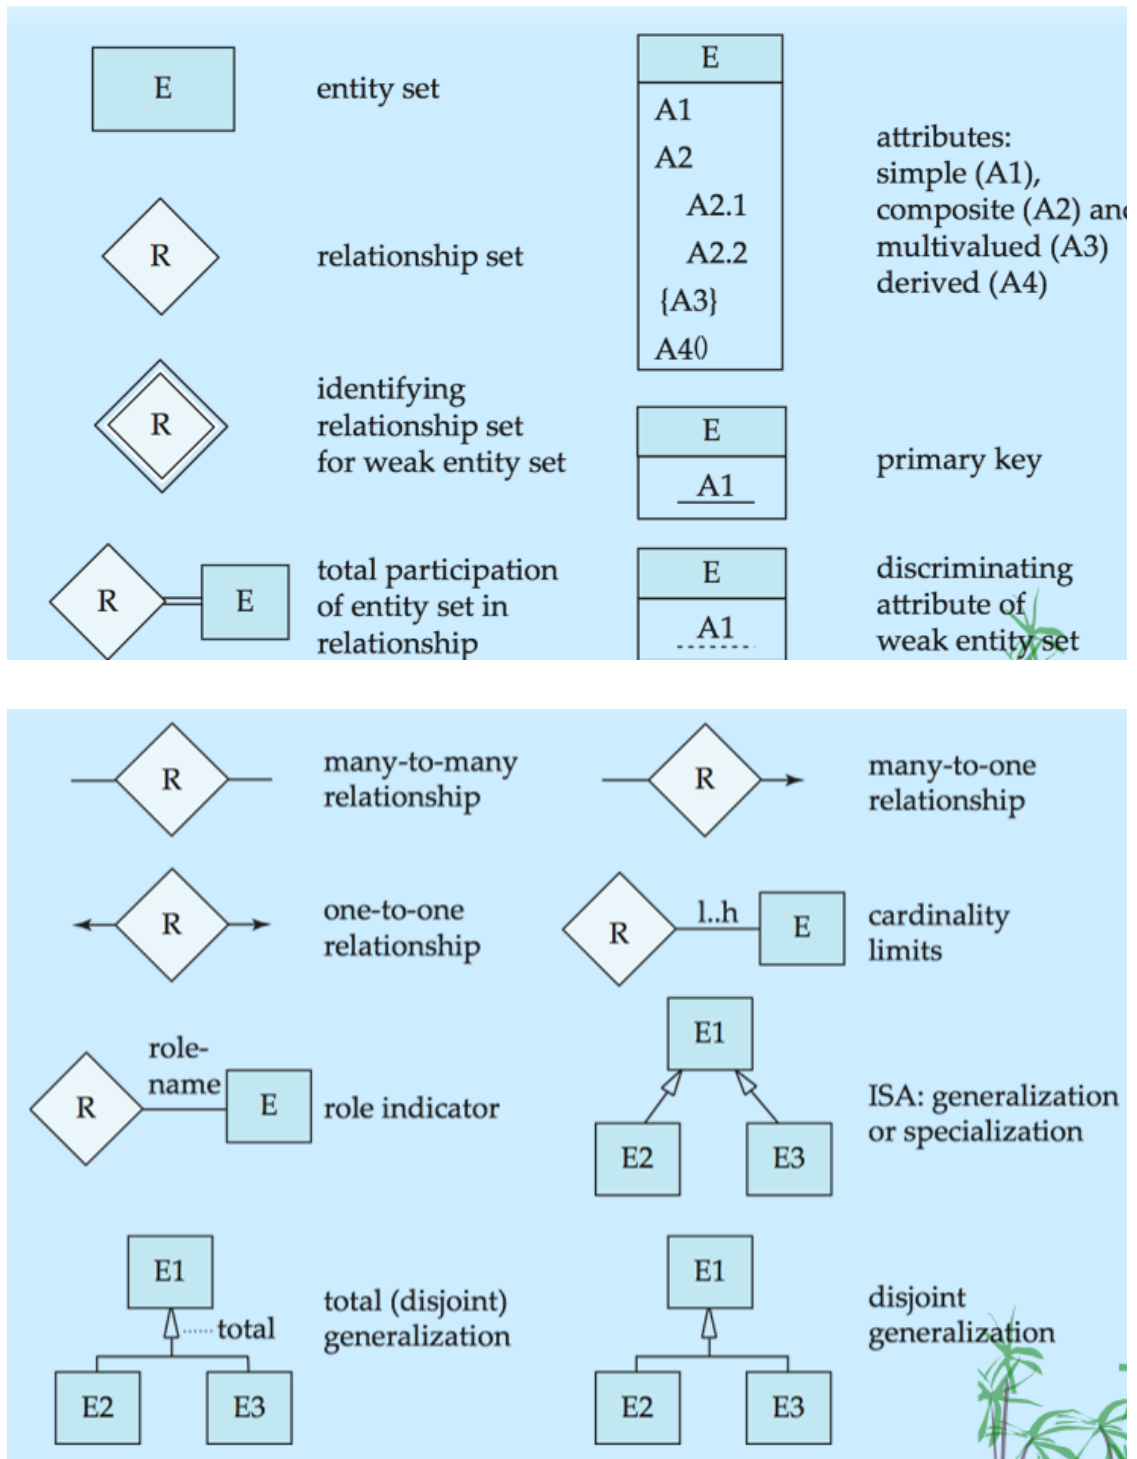 E
entity set
R
relationship set
R
identifying
relationship set
for weak entity set
R
E
total participation
of entity set in
relationship
E
A1
A2
A2.1
A2.2
{A3}
A4()
attributes:
simple (A1),
composite (A2) and
multivalued (A3)
derived (A4)
E
A1
primary key
E
A1
discriminating
attribute of
weak entity set
R
many-to-many
relationship
R
many-to-one
relationship
R
one-to-one
relationship
R
l..h
E
cardinality
limits
R
role-
name
E
role indicator
E1
E2
E3
ISA: generalization
or specialization
E1
total
E2
E3
total (disjoint)
generalization
E1
E2
E3
disjoint
generalization